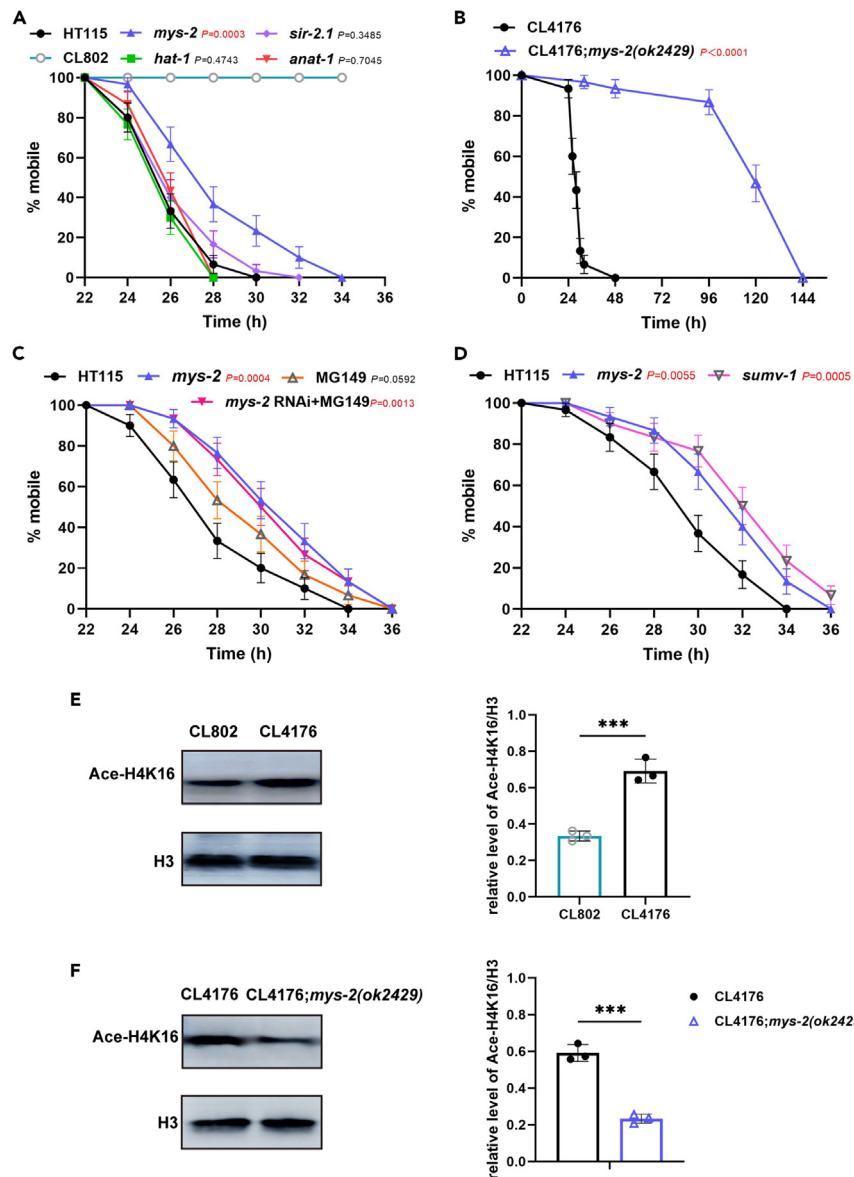 A
HT115 mys-2 P=0.0003 sir-2.1 P=0.3485
CL802 hat-1 P=0.4743 anat-1 P=0.7045
% mobile
100
80
60
40
20
0
22 24 26 28 30 32 34 36
Time (h)
B
CL4176
CL4176;mys-2(ok2429) P<0.0001
% mobile
100
80
60
40
20
0
0 24 48 72 96 120 144
Time (h)
C
HT115 mys-2 P=0.0004 MG149 P=0.0592
mys-2 RNAi+MG149 P=0.0013
% mobile
100
80
60
40
20
0
22 24 26 28 30 32 34 36
Time (h)
D
HT115 mys-2 P=0.0055 sumv-1 P=0.0005
% mobile
100
80
60
40
20
0
22 24 26 28 30 32 34 36
Time (h)
E
CL802 CL4176
Ace-H4K16
H3
relative level of Ace-H4K16/H3
1.0
0.8
0.6
0.4
0.2
0.0
***
CL802 CL4176
F
CL4176 CL4176;mys-2(ok2429)
Ace-H4K16
H3
relative level of Ace-H4K16/H3
1.0
0.8
0.6
0.4
0.2
0.0
***
CL4176
CL4176;mys-2(ok242